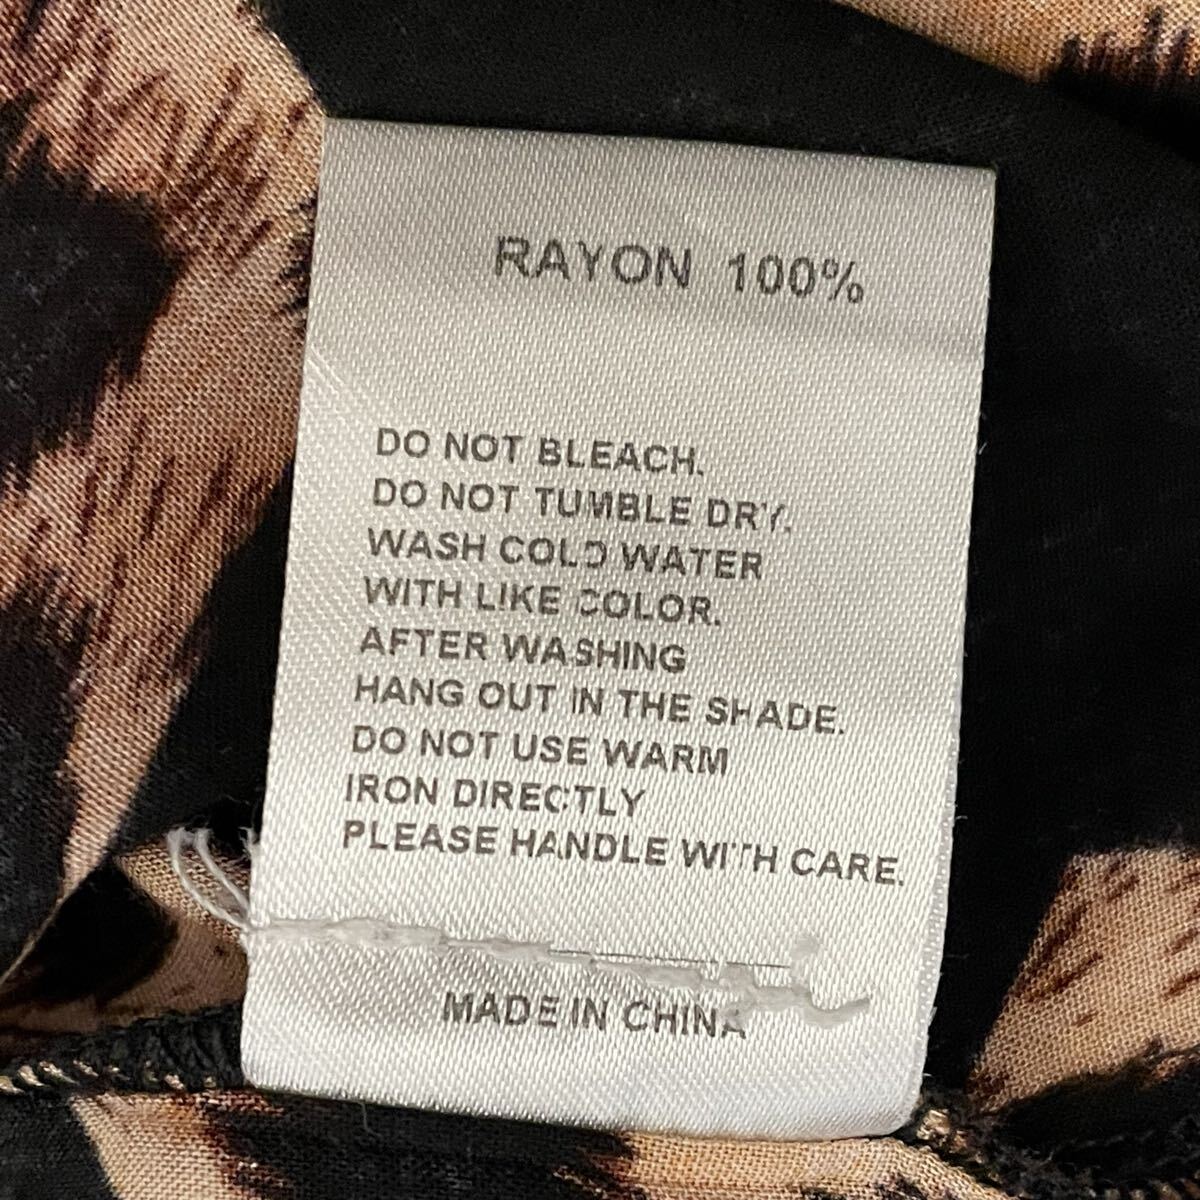 RAYON 100%
DO NOT BLEACH.
DO NOT TUMBLE DRY.
WASH COLD WATER
WITH LIKE COLOR.
AFTER WASHING
HANG OUT IN THE SHADE.
DO NOT USE WARM
IRON DIRECTLY
PLEASE HANDLE WITH CARE.
MADE IN CHINA